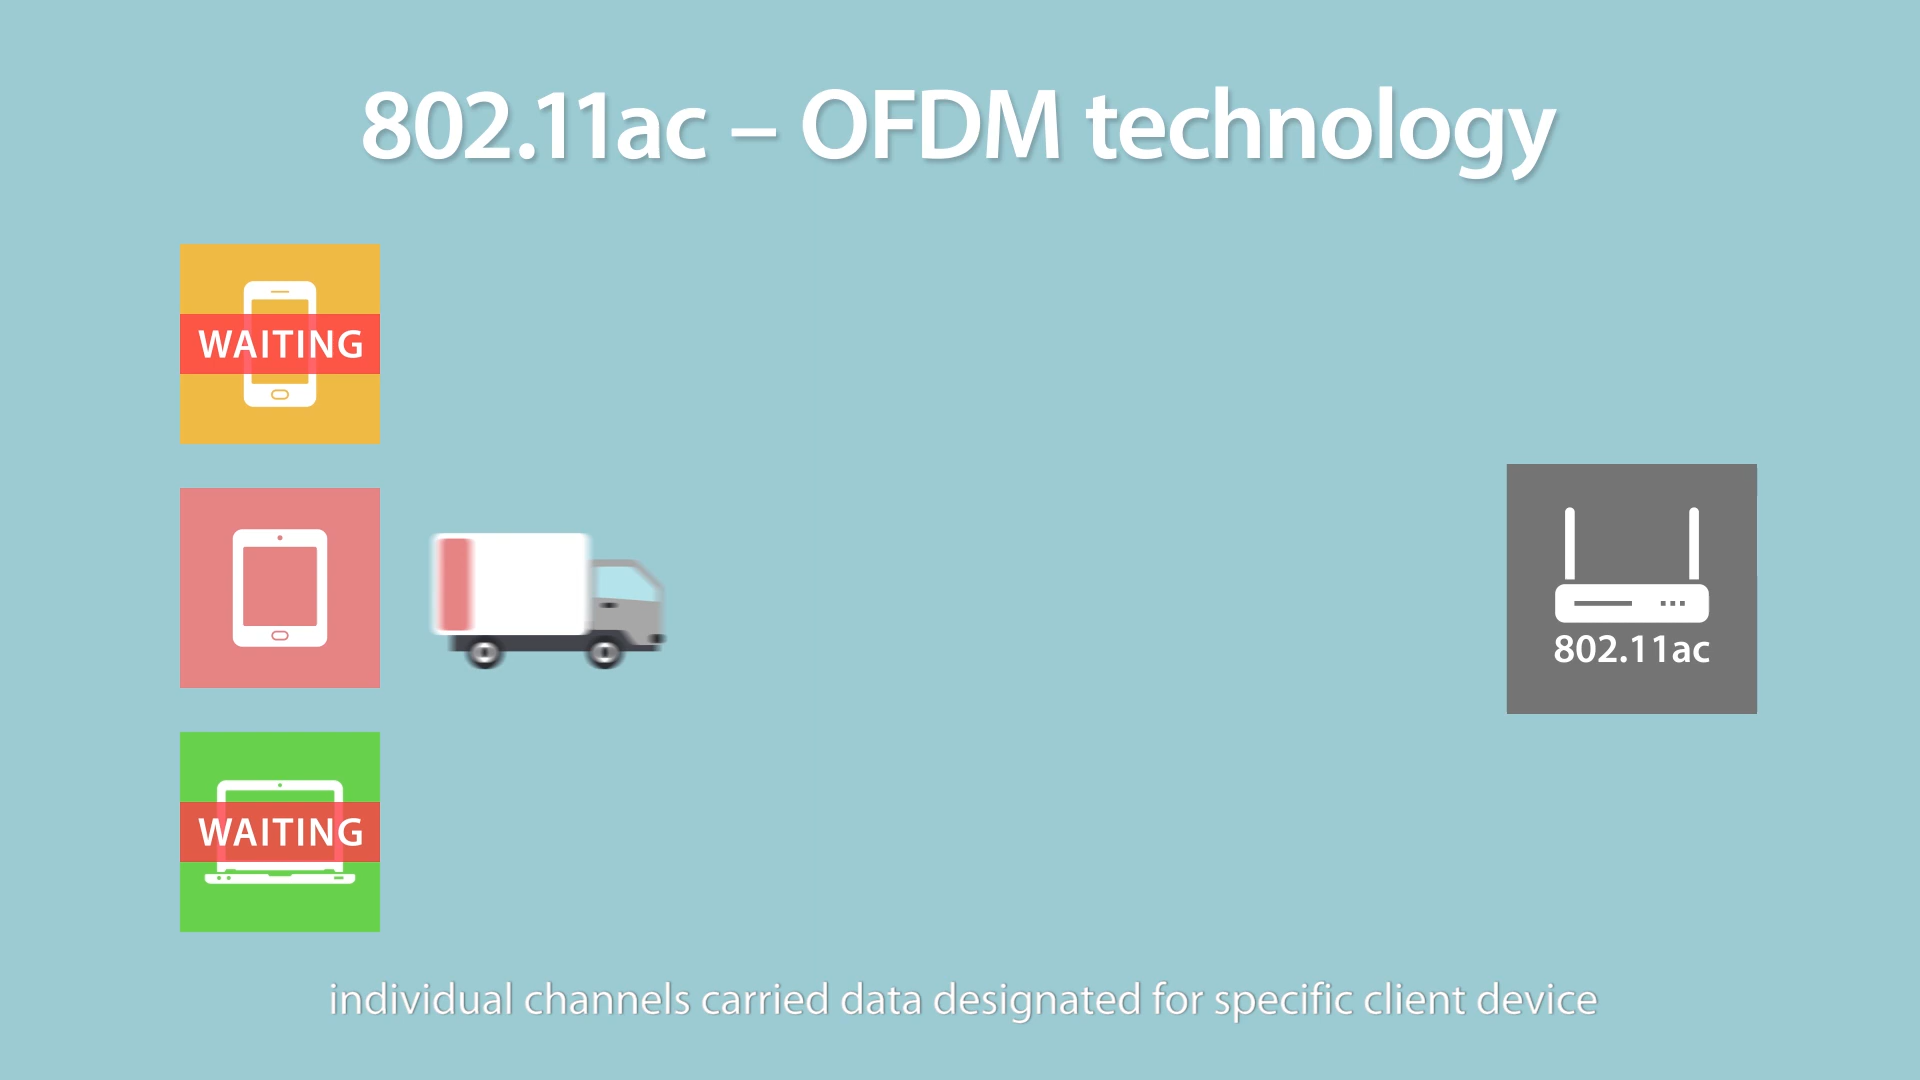 802.11ac – OFDM technology
WAITING
802.11ac
WAITING
individual channels carried data designated for specific client device